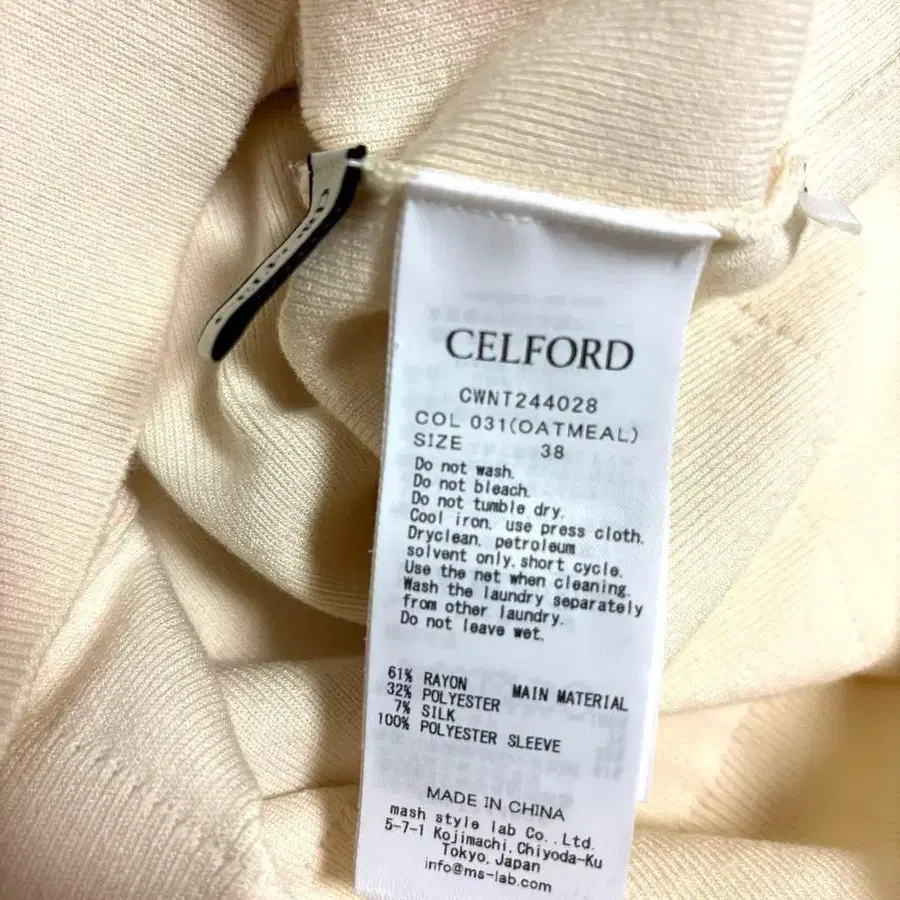 CELFORD
CWNT244028
COL 031(OATMEAL)
SIZE 38
Do not wash.
Do not bleach.
Do not tumble dry.
Cool iron. use press cloth.
Dryclean. petroleum
solvent only. short cycle.
Use the net when cleaning.
Wash the laundry separately
from other laundry.
Do not leave wet.
61% RAYON MAIN MATERIAL
32% POLYESTER
7% SILK
100% POLYESTER SLEEVE
MADE IN CHINA
mash style lab Co.,Ltd.
5-7-1 Kojimachi, Chiyoda-Ku
Tokyo, Japan
info@ms-lab.com